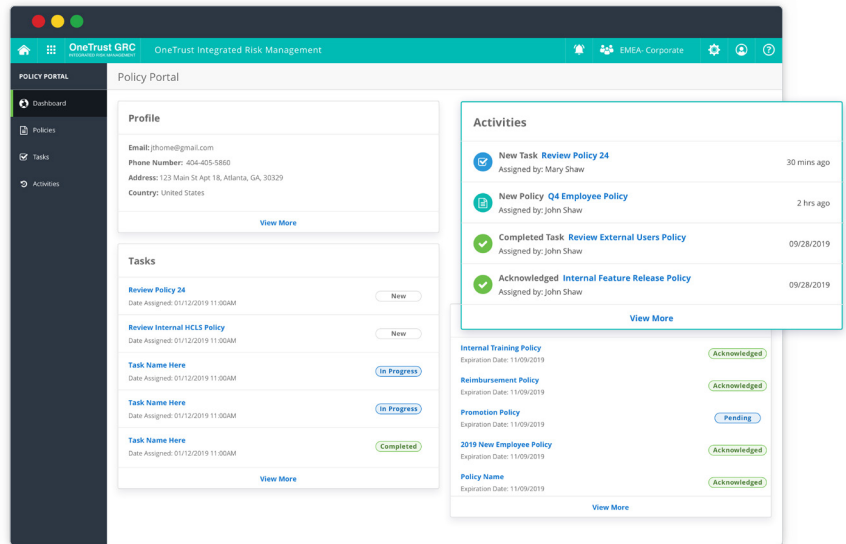 OneTrust GRC
INTEGRATED RISK MANAGEMENT
OneTrust Integrated Risk Management
EMEA- Corporate
POLICY PORTAL
Dashboard
Policies
Tasks
Activities
Policy Portal
Profile
Email: jthome@gmail.com
Phone Number: 404-405-5860
Address: 123 Main St Apt 18, Atlanta, GA, 30329
Country: United States
View More
Tasks
Review Policy 24
Date Assigned: 01/12/2019 11:00AM
New
Review Internal HCLS Policy
Date Assigned: 01/12/2019 11:00AM
New
Task Name Here
Date Assigned: 01/12/2019 11:00AM
In Progress
Task Name Here
Date Assigned: 01/12/2019 11:00AM
In Progress
Task Name Here
Date Assigned: 01/12/2019 11:00AM
Completed
View More
Activities
New Task Review Policy 24
Assigned by: Mary Shaw
30 mins ago
New Policy Q4 Employee Policy
Assigned by: John Shaw
2 hrs ago
Completed Task Review External Users Policy
Assigned by: John Shaw
09/28/2019
Acknowledged Internal Feature Release Policy
Assigned by: John Shaw
09/28/2019
View More
Internal Training Policy
Expiration Date: 11/09/2019
Acknowledged
Reimbursement Policy
Expiration Date: 11/09/2019
Acknowledged
Promotion Policy
Expiration Date: 11/09/2019
Pending
2019 New Employee Policy
Expiration Date: 11/09/2019
Acknowledged
Policy Name
Expiration Date: 11/09/2019
Acknowledged
View More